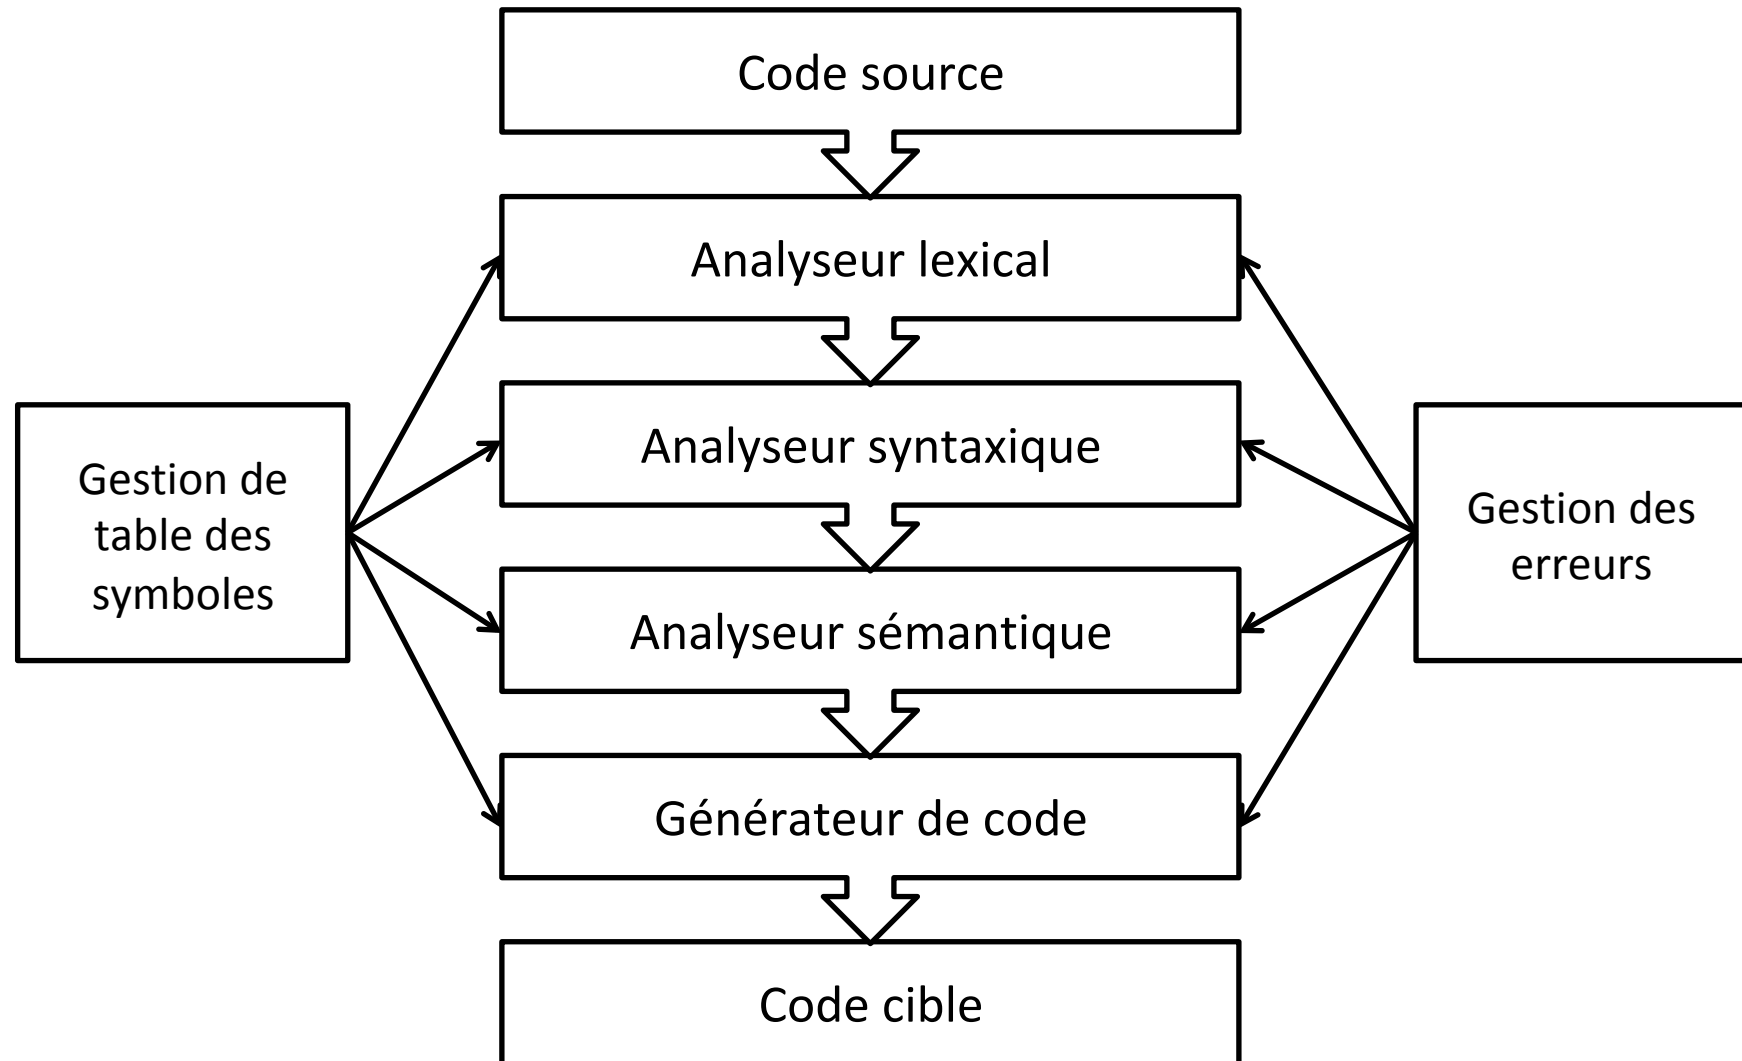 Code source
Analyseur lexical
Analyseur syntaxique
Gestion de
table des
symboles
Gestion des
erreurs
Analyseur sémantique
Générateur de code
Code cible